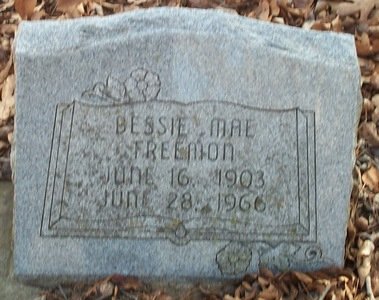 BESSIE MAE
FREEMON
JUNE 16, 1903
JUNE 28, 1966